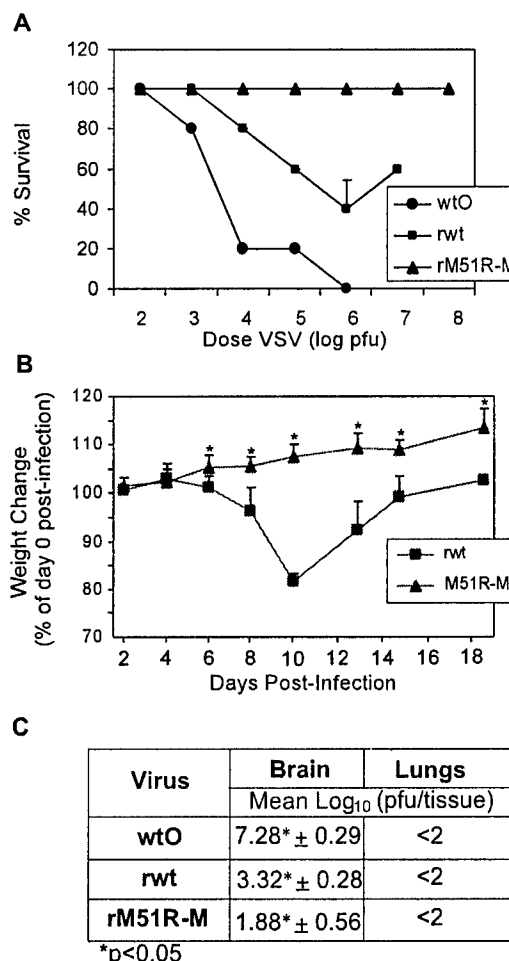 A
% Survival
120
100
80
60
40
20
0
2 3 4 5 6 7 8
Dose VSV (log pfu)
wtO
rwt
rM51R-M
B
Weight Change
(% of day 0 post-infection)
120
110
100
90
80
70
* * * * * *
2 4 6 8 10 12 14 16 18
Days Post-Infection
rwt
M51R-M
C
Virus Brain Lungs
Mean Log10 (pfu/tissue)
wtO 7.28* ± 0.29 <2
rwt 3.32* ± 0.28 <2
rM51R-M 1.88* ± 0.56 <2
*p<0.05